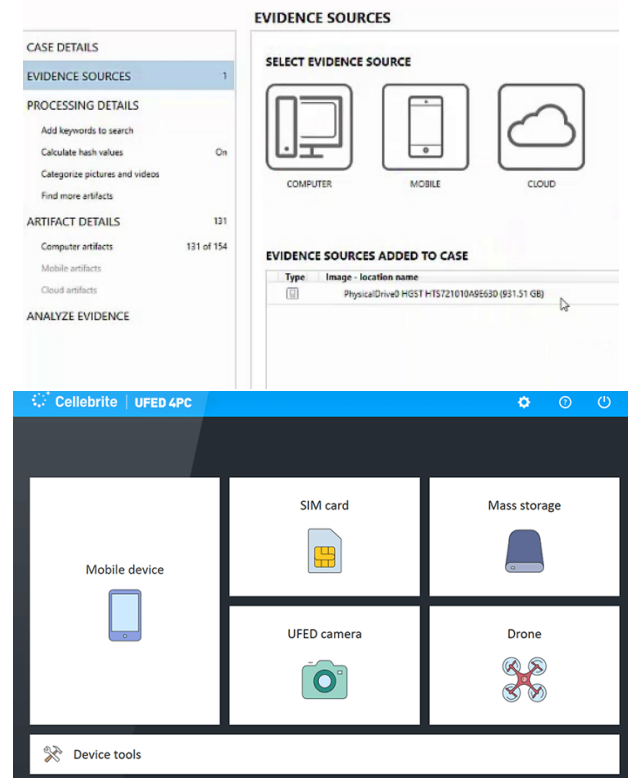 EVIDENCE SOURCES
CASE DETAILS
EVIDENCE SOURCES 1
PROCESSING DETAILS
Add keywords to search
Calculate hash values On
Categorize pictures and videos
Find more artifacts
ARTIFACT DETAILS 131
Computer artifacts 131 of 154
Mobile artifacts
Cloud artifacts
ANALYZE EVIDENCE
SELECT EVIDENCE SOURCE
COMPUTER MOBILE CLOUD
EVIDENCE SOURCES ADDED TO CASE
Type Image - location name
PhysicalDrive0 HGST HTS721010A9E630 (931.51 GB)
Cellebrite | UFED 4PC
Mobile device
SIM card
Mass storage
UFED camera
Drone
Device tools